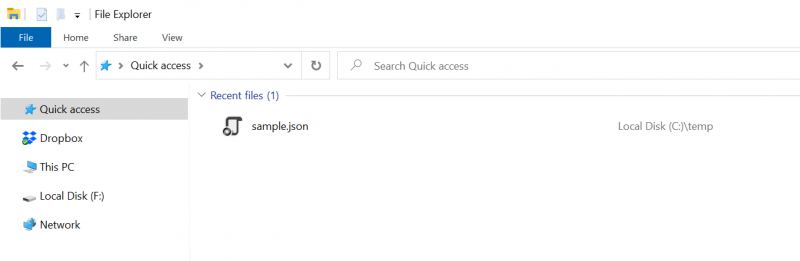 File Explorer
File Home Share View
Quick access
Search Quick access
Quick access
Dropbox
This PC
Local Disk (F:)
Network
Recent files (1)
sample.json Local Disk (C:)\temp